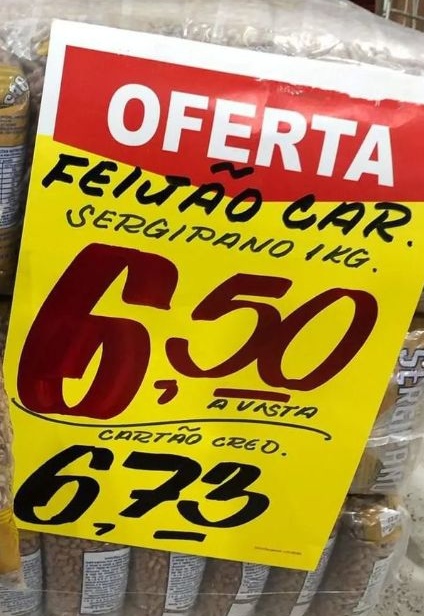 OFERTA
FEIJÃO CAR.
SERGIPANO 1KG.
6,50
A VISTA
CARTÃO CRED.
6,73